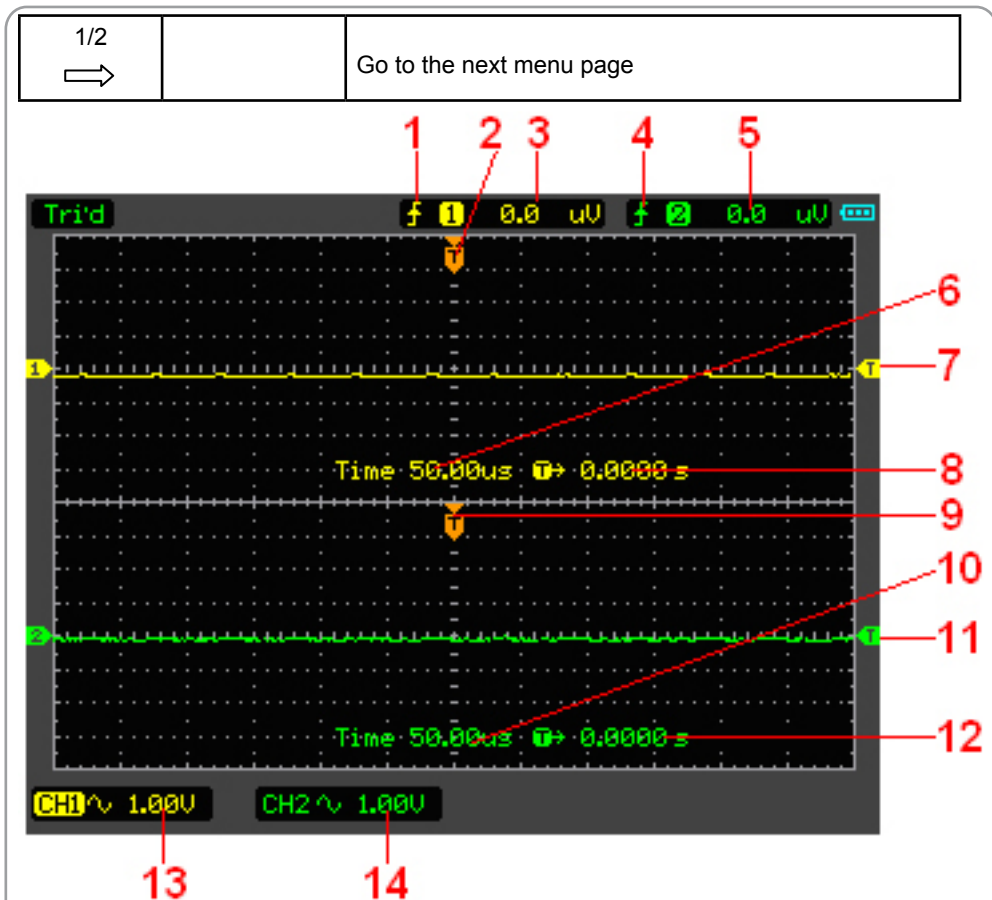 1/2
Go to the next menu page
1 2 3 4 5
Tri'd 1 0.0 uV 2 0.0 uV
T
6
1 T 7
Time 50.00us T→ 0.0000 s 8
T 9
10
2 T 11
Time 50.00us T→ 0.0000 s 12
CH1 1.00V CH2 1.00V
13 14